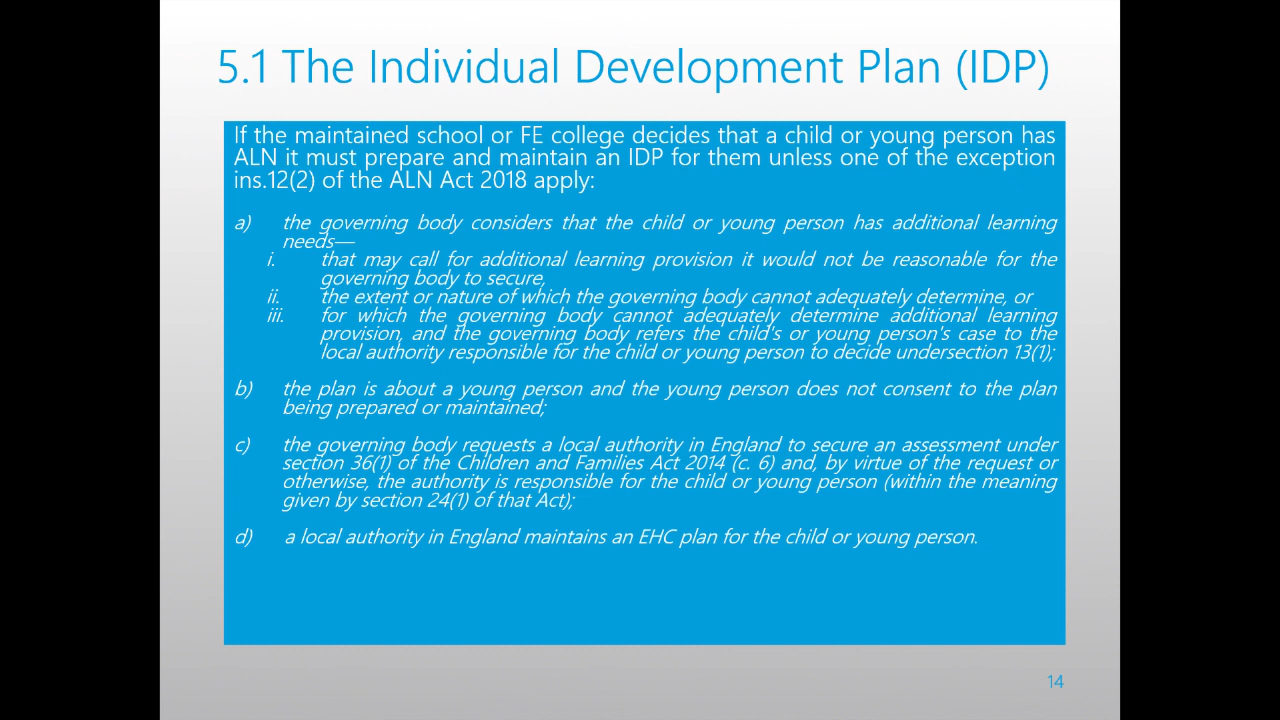 5.1 The Individual Development Plan (IDP)
If the maintained school or FE college decides that a child or young person has
ALN it must prepare and maintain an IDP for them unless one of the exception
ins.12(2) of the ALN Act 2018 apply:
a) the governing body considers that the child or young person has additional learning
needs—
i. that may call for additional learning provision it would not be reasonable for the
governing body to secure,
ii. the extent or nature of which the governing body cannot adequately determine, or
iii. for which the governing body cannot adequately determine additional learning
provision, and the governing body refers the child's or young person's case to the
local authority responsible for the child or young person to decide undersection 13(1);
b) the plan is about a young person and the young person does not consent to the plan
being prepared or maintained;
c) the governing body requests a local authority in England to secure an assessment under
section 36(1) of the Children and Families Act 2014 (c. 6) and, by virtue of the request or
otherwise, the authority is responsible for the child or young person (within the meaning
given by section 24(1) of that Act);
d) a local authority in England maintains an EHC plan for the child or young person.
14